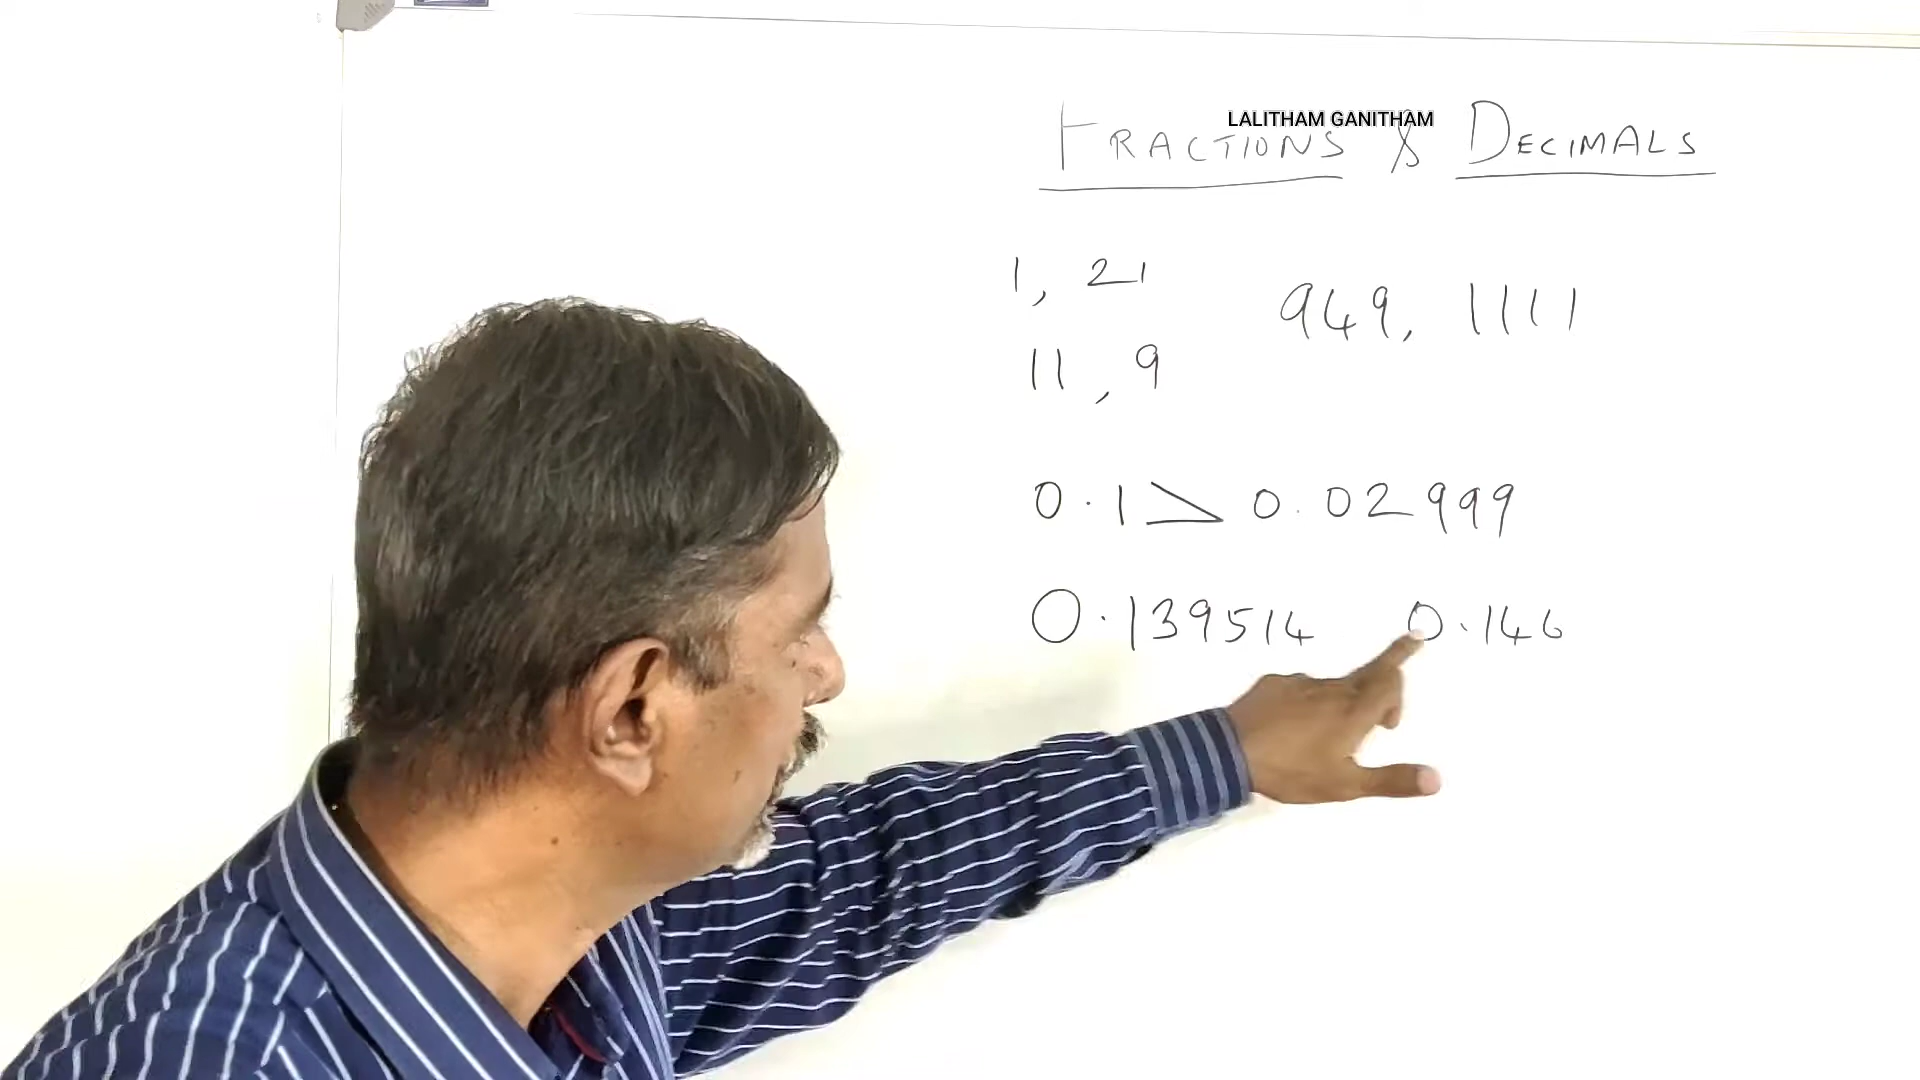 LALITHAM GANITHAM
FRACTIONS & DECIMALS
1, 21
949, 1111
11, 9
0.1 > 0.02999
0.139514 0.146